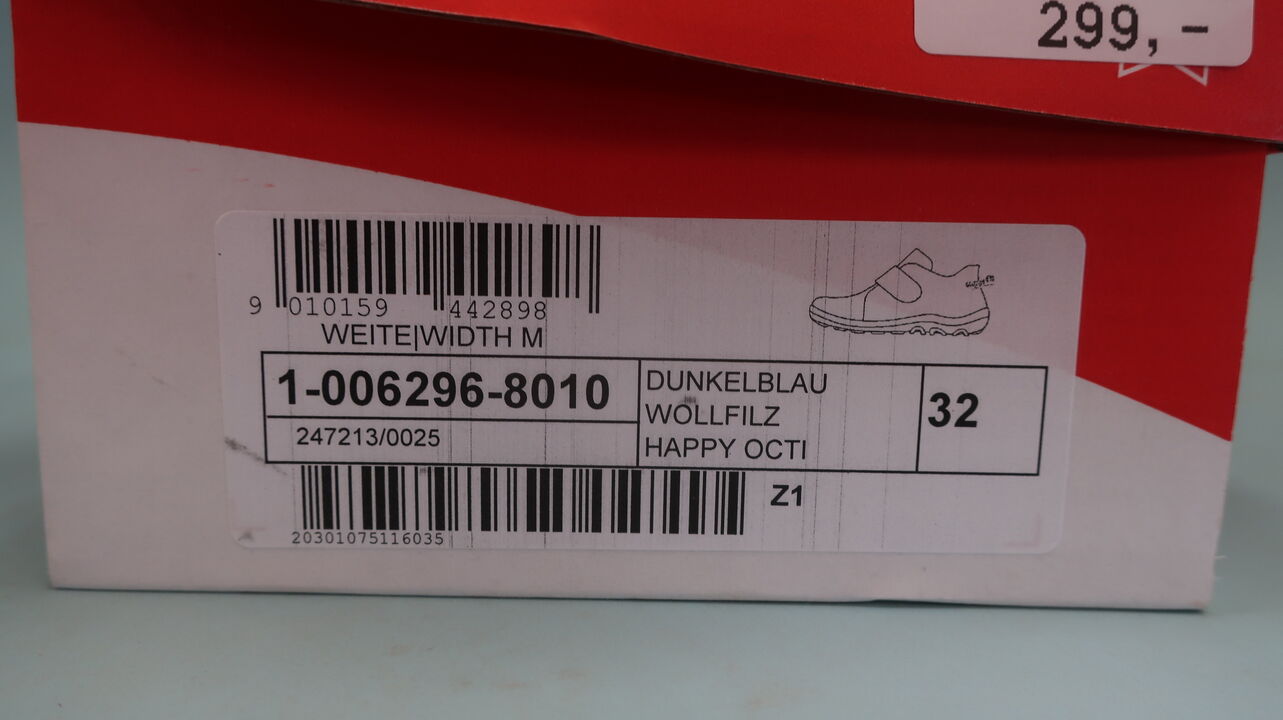 299,-
9 010159 442898
WEITE|WIDTH M
1-006296-8010
247213/0025
DUNKELBLAU
WOLLFILZ
HAPPY OCTI
32
Z1
20301075116035